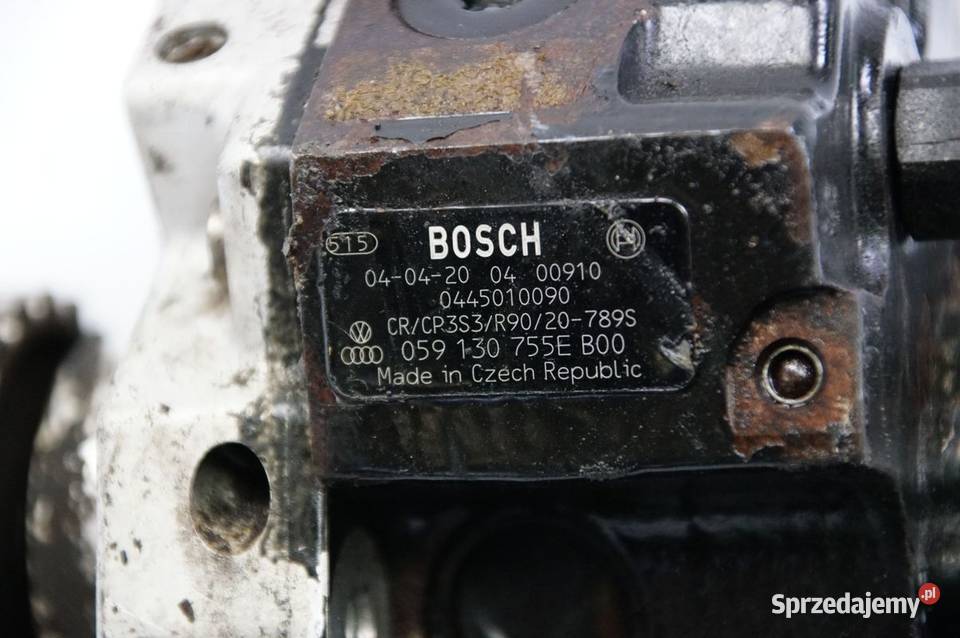 515 BOSCH
04-04-20 04 00910
0445010090
CR/CP3S3/R90/20-789S
059 130 755E B00
Made in Czech Republic
Sprzedajemy.pl